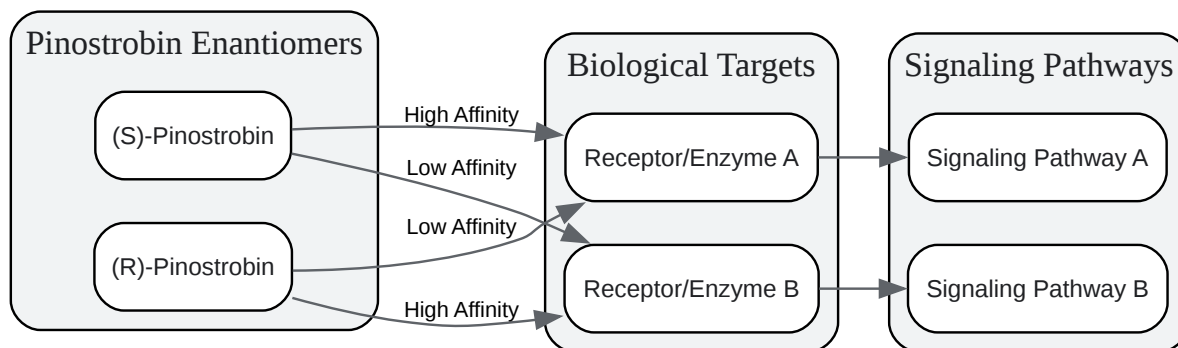 Pinostrobin Enantiomers
Biological Targets
Signaling Pathways
(S)-Pinostrobin
High Affinity
Receptor/Enzyme A
Signaling Pathway A
Low Affinity
Low Affinity
(R)-Pinostrobin
High Affinity
Receptor/Enzyme B
Signaling Pathway B